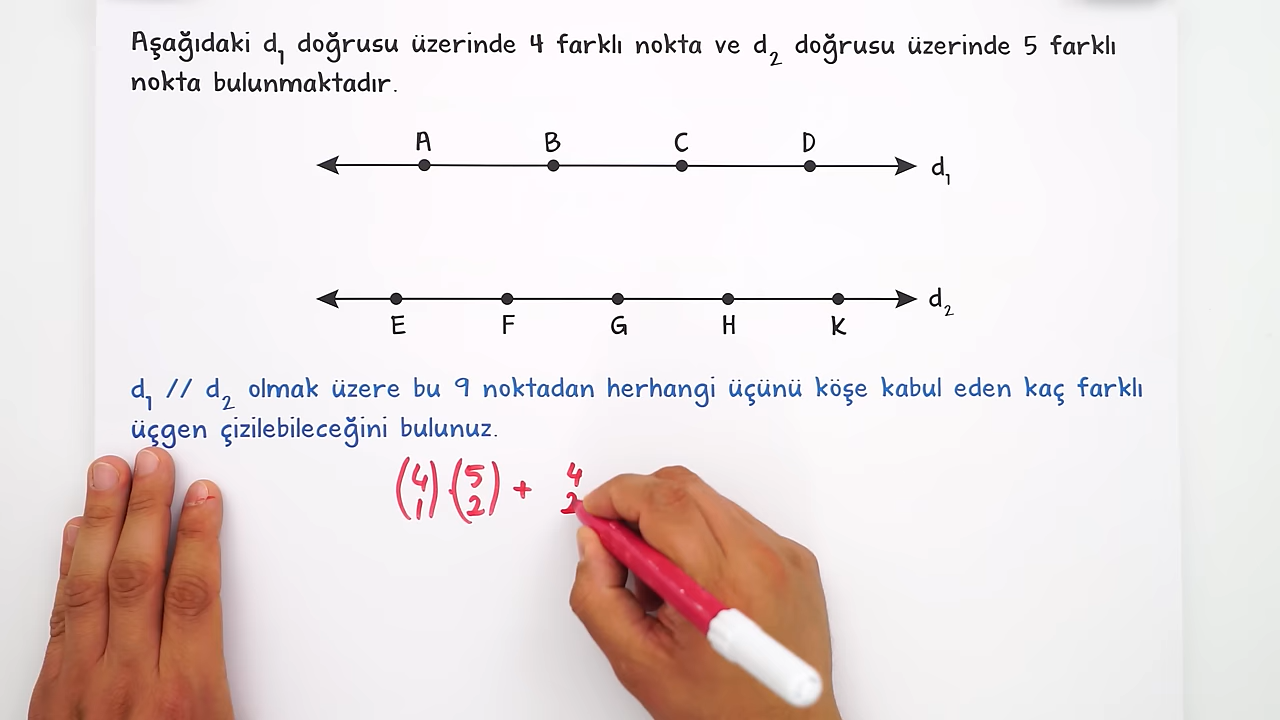 Aşağıdaki d₁ doğrusu üzerinde 4 farklı nokta ve d₂ doğrusu üzerinde 5 farklı
nokta bulunmaktadır.
A B C D
d₁
d₂
E F G H K
d₁ // d₂ olmak üzere bu 9 noktadan herhangi üçünü köşe kabul eden kaç farklı
üçgen çizilebileceğini bulunuz.
(4 1) · (5 2) + 4 2